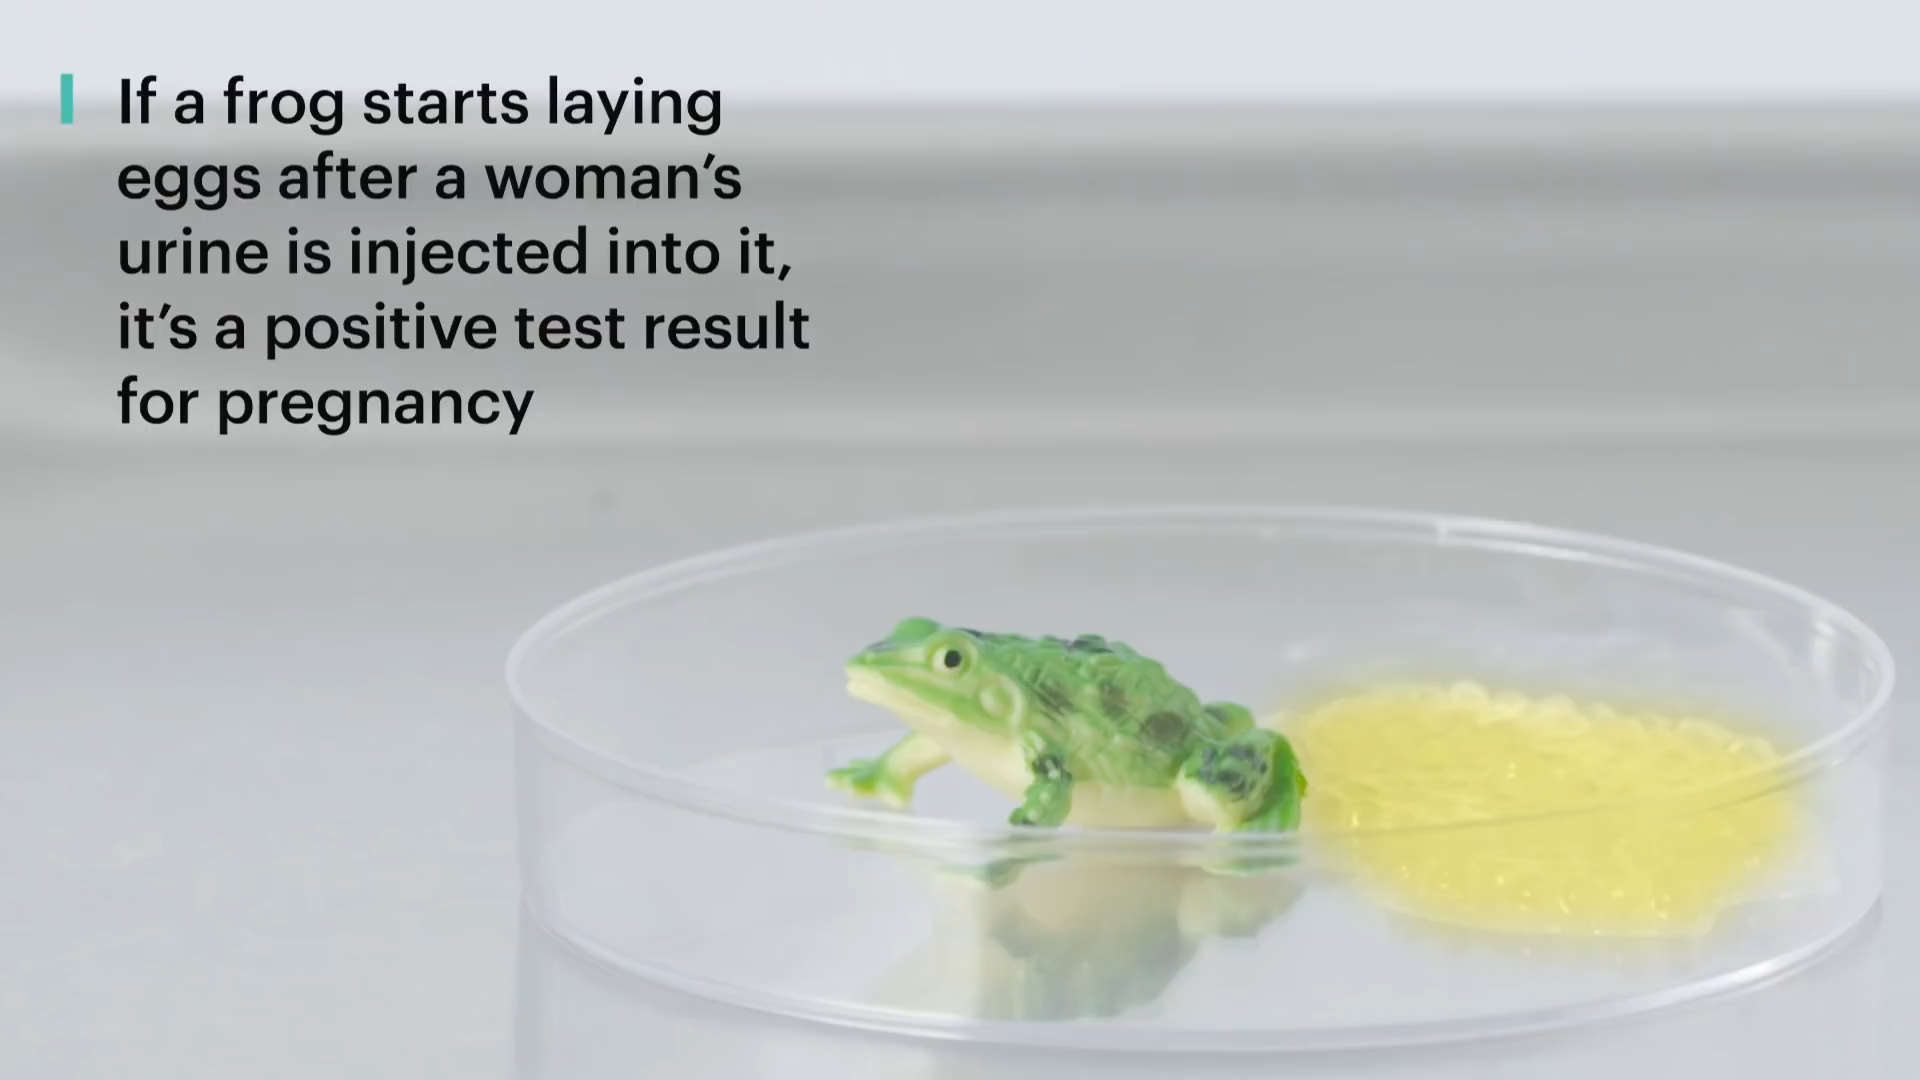 If a frog starts laying
eggs after a woman’s
urine is injected into it,
it’s a positive test result
for pregnancy